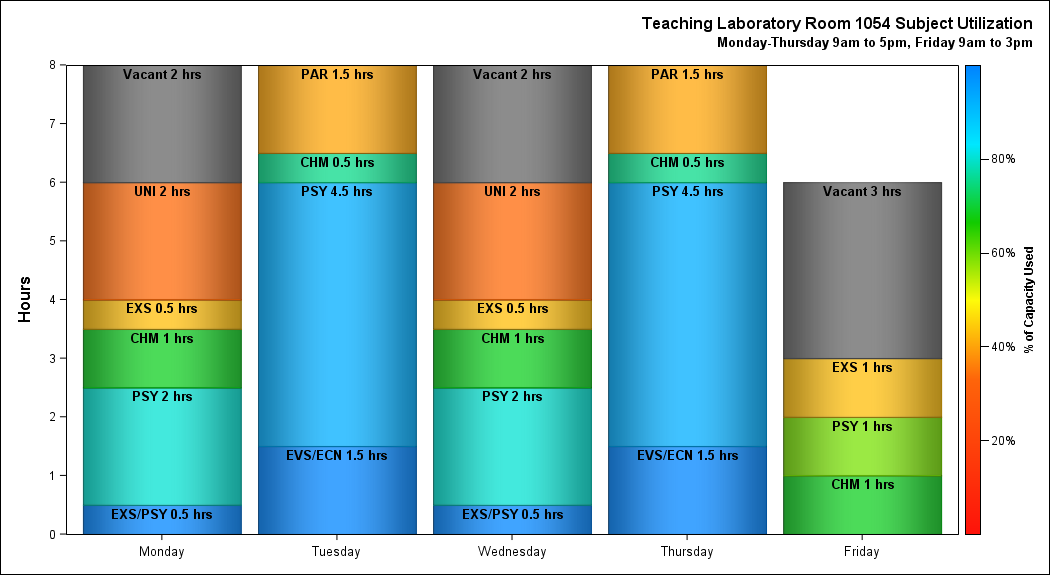 Teaching Laboratory Room 1054 Subject Utilization
Monday-Thursday 9am to 5pm, Friday 9am to 3pm
Hours
8
7
6
5
4
3
2
1
0
Vacant 2 hrs
UNI 2 hrs
EXS 0.5 hrs
CHM 1 hrs
PSY 2 hrs
EXS/PSY 0.5 hrs
PAR 1.5 hrs
CHM 0.5 hrs
PSY 4.5 hrs
EVS/ECN 1.5 hrs
Vacant 2 hrs
UNI 2 hrs
EXS 0.5 hrs
CHM 1 hrs
PSY 2 hrs
EXS/PSY 0.5 hrs
PAR 1.5 hrs
CHM 0.5 hrs
PSY 4.5 hrs
EVS/ECN 1.5 hrs
Vacant 3 hrs
EXS 1 hrs
PSY 1 hrs
CHM 1 hrs
Monday
Tuesday
Wednesday
Thursday
Friday
80%
60%
40%
20%
% of Capacity Used